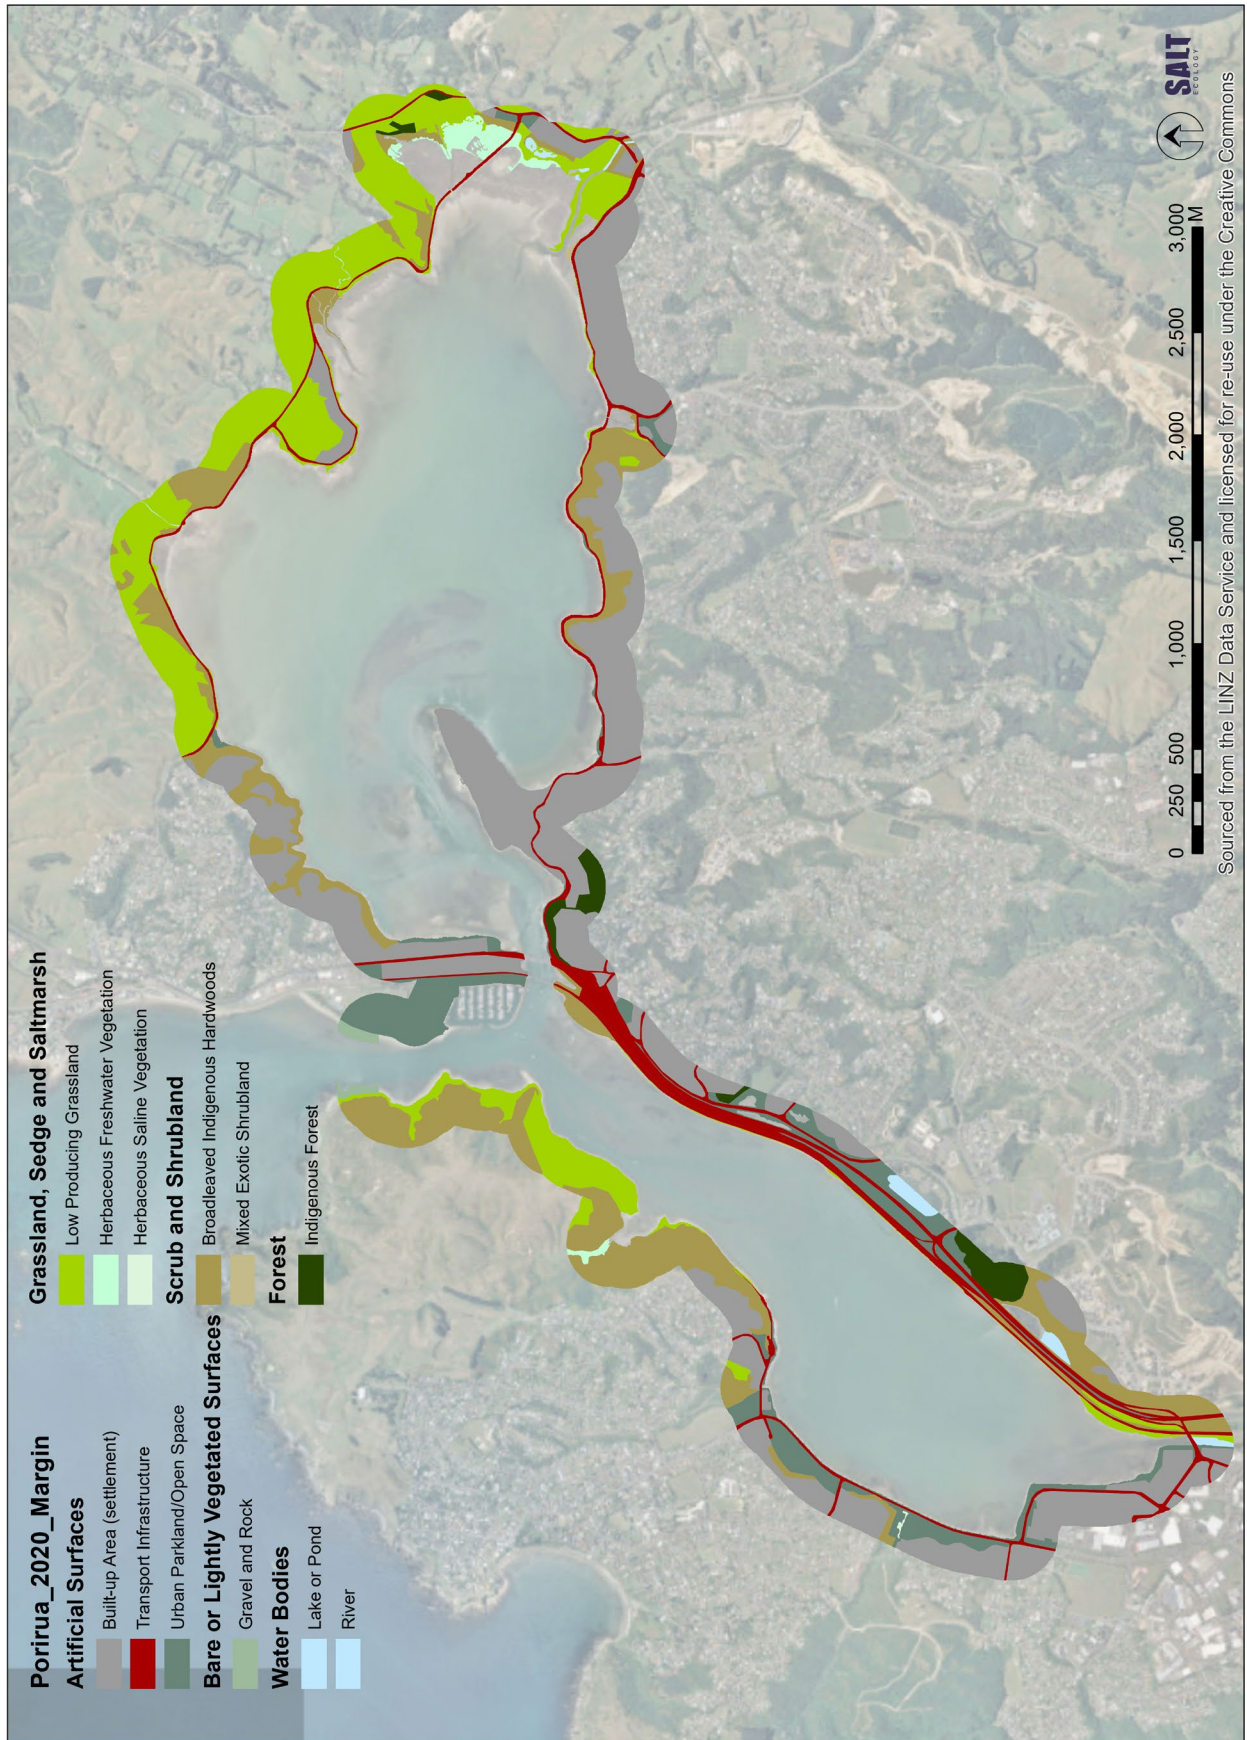 Porirua_2020_Margin
Artificial Surfaces
Built-up Area (settlement)
Transport Infrastructure
Urban Parkland/Open Space
Bare or Lightly Vegetated Surfaces
Gravel and Rock
Water Bodies
Lake or Pond
River
Grassland, Sedge and Saltmarsh
Low Producing Grassland
Herbaceous Freshwater Vegetation
Herbaceous Saline Vegetation
Scrub and Shrubland
Broadleaved Indigenous Hardwoods
Mixed Exotic Shrubland
Forest
Indigenous Forest
0 250 500 1,000 1,500 2,000 2,500 3,000
M
SALT
ECOLOGY
Sourced from the LINZ Data Service and licensed for re-use under the Creative Commons